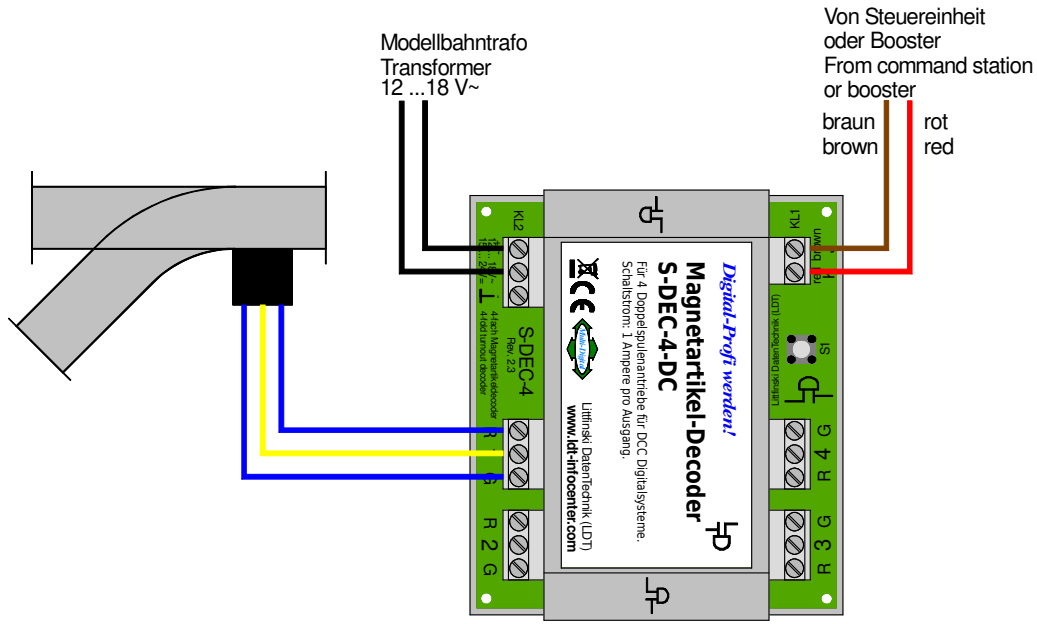 Modellbahntrafo
Transformer
12 ...18 V~
Von Steuereinheit
oder Booster
From command station
or booster
braun
brown
rot
red
KL2
KL1
red brown
4-fach Magnetartikeldecoder
4-fold turnout decoder
S-DEC-4
Rev. 2.3
Digital-Profi werden!
Magnetartikel-Decoder
S-DEC-4-DC
Für 4 Doppelspulenantriebe für DCC Digitalsysteme.
Schaltstrom: 1 Ampere pro Ausgang.
CE
Multi-Digital
Littfinski DatenTechnik (LDT)
www.ldt-infocenter.com
S1
Littfinski DatenTechnik (LDT)
R
G
R 2 G
R 4 G
R 3 G